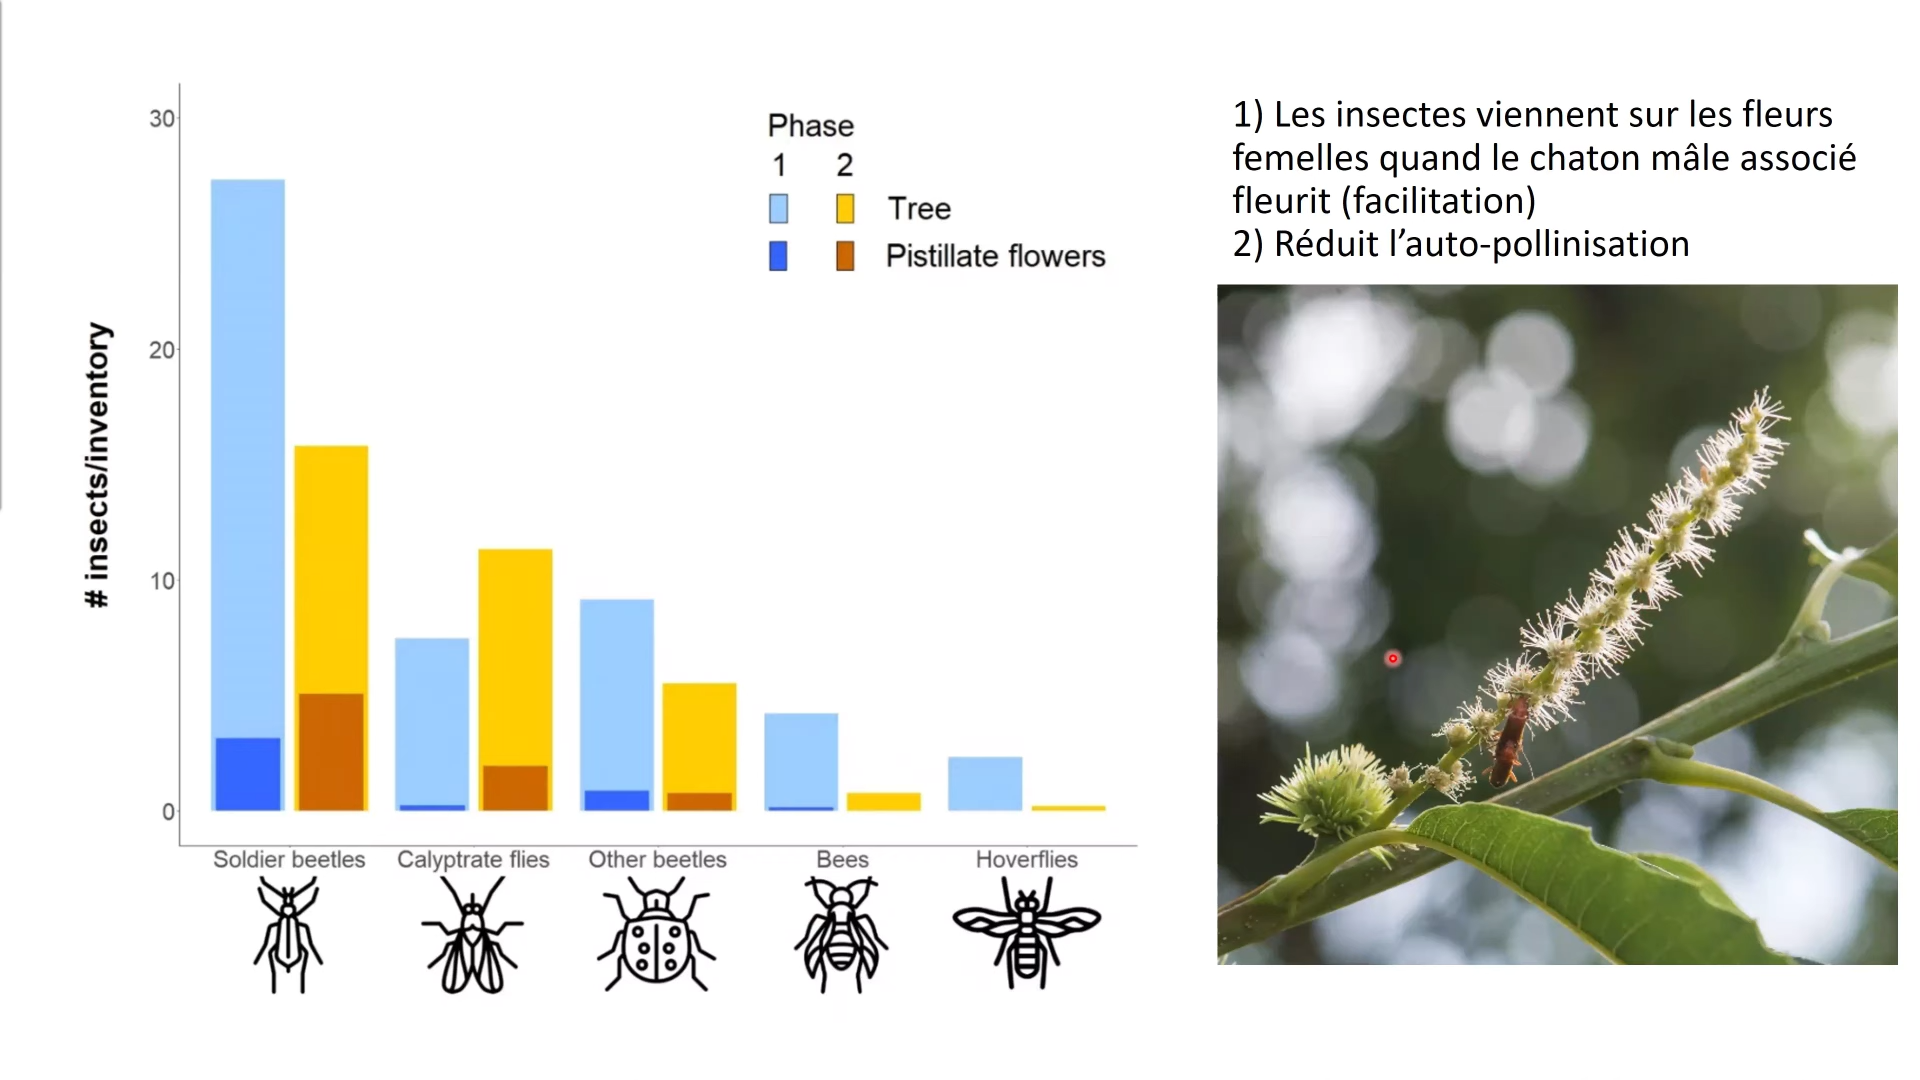 30
20
10
0
# insects/inventory
Phase
1 2
Tree
Pistillate flowers
Soldier beetles
Calyptrate flies
Other beetles
Bees
Hoverflies
1) Les insectes viennent sur les fleurs
femelles quand le chaton mâle associé
fleurit (facilitation)
2) Réduit l’auto-pollinisation